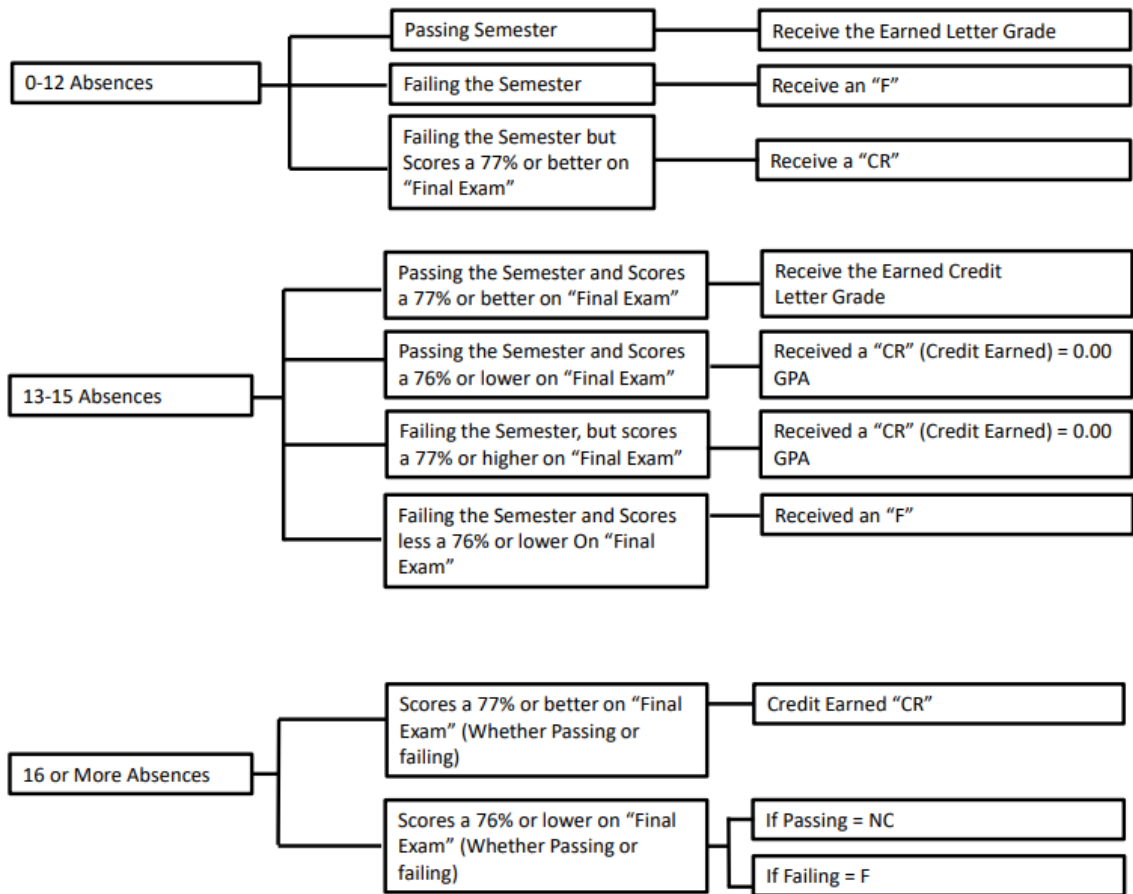 Passing Semester
Receive the Earned Letter Grade
0-12 Absences
Failing the Semester
Receive an “F”
Failing the Semester but
Scores a 77% or better on
“Final Exam”
Receive a “CR”
Passing the Semester and Scores
a 77% or better on “Final Exam”
Receive the Earned Credit
Letter Grade
Passing the Semester and Scores
a 76% or lower on “Final Exam”
Received a “CR” (Credit Earned) = 0.00
GPA
13-15 Absences
Failing the Semester, but scores
a 77% or higher on “Final Exam”
Received a “CR” (Credit Earned) = 0.00
GPA
Failing the Semester and Scores
less a 76% or lower On “Final
Exam”
Received an “F”
Scores a 77% or better on “Final
Exam” (Whether Passing or
failing)
Credit Earned “CR”
16 or More Absences
Scores a 76% or lower on “Final
Exam” (Whether Passing or
failing)
If Passing = NC
If Failing = F